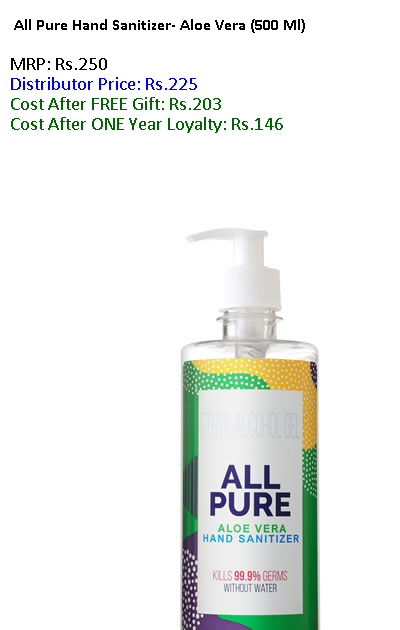 All Pure Hand Sanitizer- Aloe Vera (500 Ml)
MRP: Rs.250
Distributor Price: Rs.225
Cost After FREE Gift: Rs.203
Cost After ONE Year Loyalty: Rs.146
ETHYL ALCOHOL GEL
ALL
PURE
ALOE VERA
HAND SANITIZER
KILLS 99.9% GERMS
WITHOUT WATER